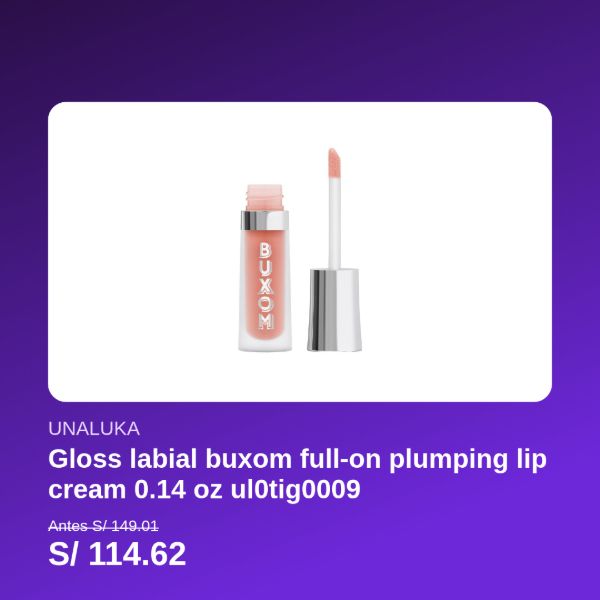 BUXOM
UNALUKA
Gloss labial buxom full-on plumping lip
cream 0.14 oz ul0tig0009
Antes S/ 149.01
S/ 114.62